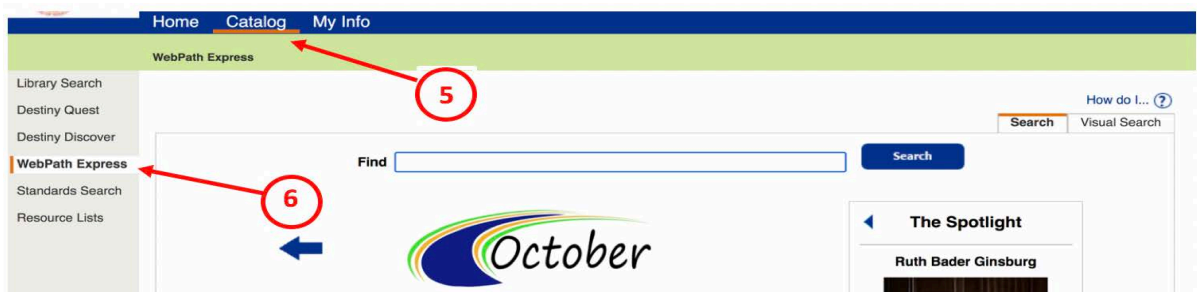 Home Catalog My Info
WebPath Express
5
Library Search
Destiny Quest
Destiny Discover
WebPath Express
Standards Search
Resource Lists
6
How do I... ?
Search Visual Search
Find Search
October
The Spotlight
Ruth Bader Ginsburg